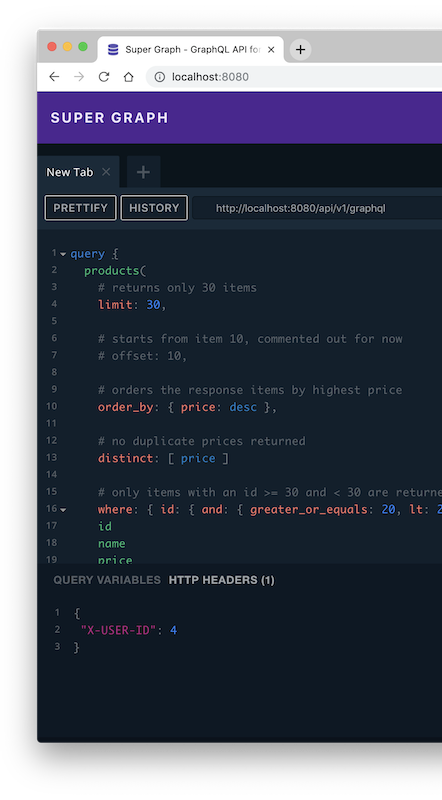 Super Graph - GraphQL API for
localhost:8080
SUPER GRAPH
New Tab
PRETTIFY HISTORY http://localhost:8080/api/v1/graphql
1 query {
2 products(
3 # returns only 30 items
4 limit: 30,
5
6 # starts from item 10, commented out for now
7 # offset: 10,
8
9 # orders the response items by highest price
10 order_by: { price: desc },
11
12 # no duplicate prices returned
13 distinct: [ price ]
14
15 # only items with an id >= 30 and < 30 are returne
16 where: { id: { and: { greater_or_equals: 20, lt: 2
17 id
18 name
19 price
QUERY VARIABLES HTTP HEADERS (1)
1 {
2 "X-USER-ID": 4
3 }